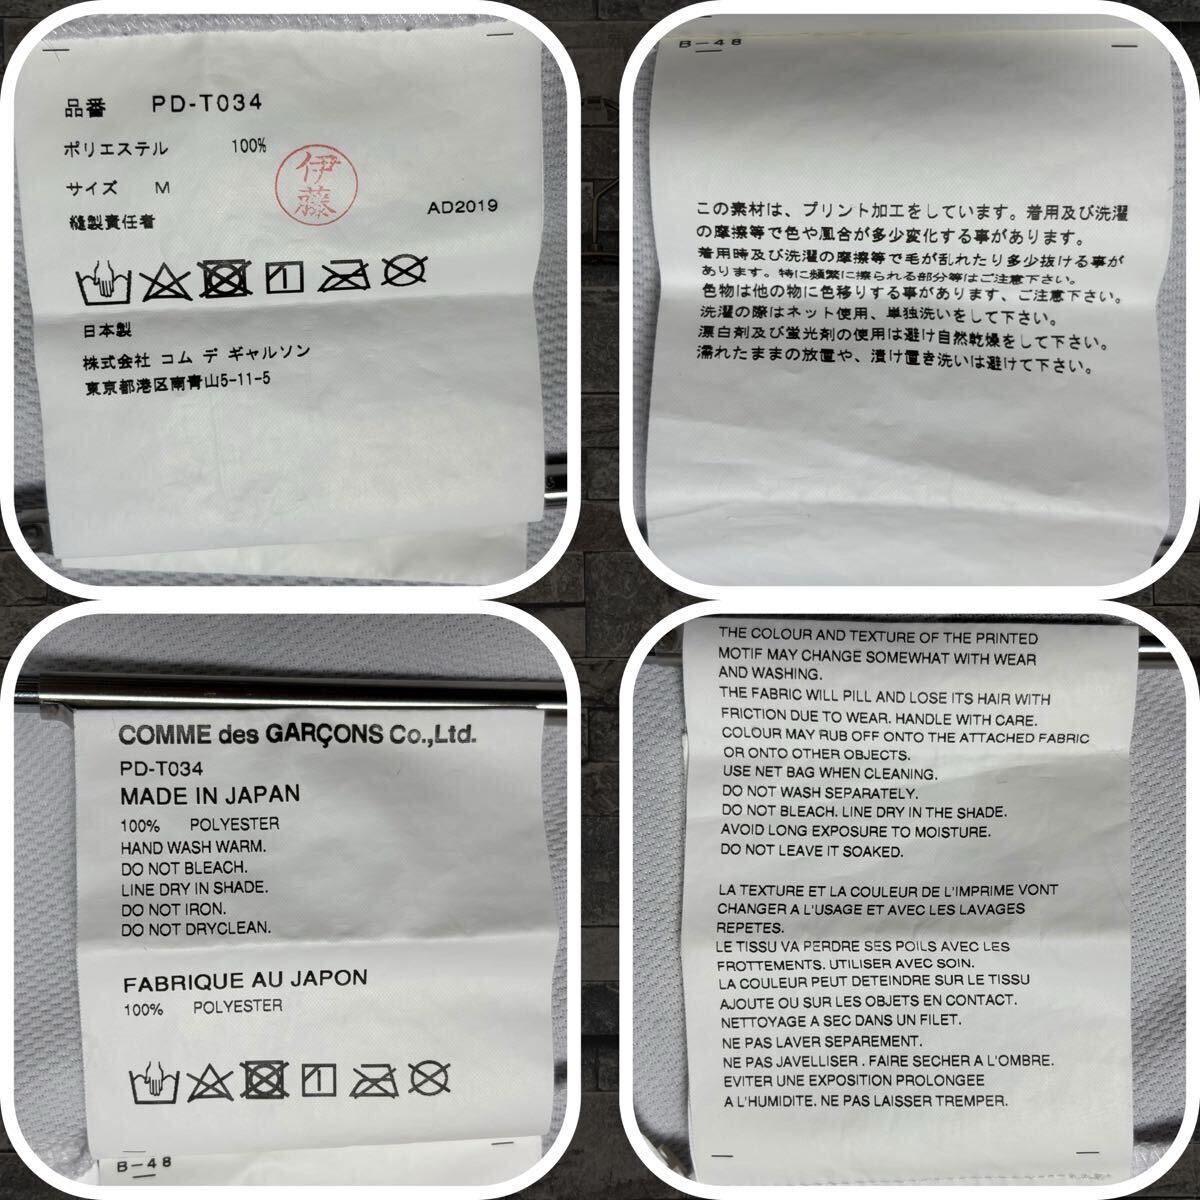 品番 PD-T034
ポリエステル 100%
サイズ M
縫製責任者
伊藤
AD2019
日本製
株式会社 コム デ ギャルソン
東京都港区南青山5-11-5
B-48
この素材は、プリント加工をしています。着用及び洗濯
の摩擦等で色や風合が多少変化する事があります。
着用時及び洗濯の摩擦等で毛が乱れたり多少抜ける事が
あります。特に頻繁に擦られる部分等はご注意下さい。
色物は他の物に色移りする事があります、ご注意下さい。
洗濯の際はネット使用、単独洗いをして下さい。
漂白剤及び蛍光剤の使用は避け自然乾燥をして下さい。
濡れたままの放置や、漬け置き洗いは避けて下さい。
COMME des GARÇONS Co.,Ltd.
PD-T034
MADE IN JAPAN
100% POLYESTER
HAND WASH WARM.
DO NOT BLEACH.
LINE DRY IN SHADE.
DO NOT IRON.
DO NOT DRYCLEAN.
FABRIQUE AU JAPON
100% POLYESTER
B-48
THE COLOUR AND TEXTURE OF THE PRINTED
MOTIF MAY CHANGE SOMEWHAT WITH WEAR
AND WASHING.
THE FABRIC WILL PILL AND LOSE ITS HAIR WITH
FRICTION DUE TO WEAR. HANDLE WITH CARE.
COLOUR MAY RUB OFF ONTO THE ATTACHED FABRIC
OR ONTO OTHER OBJECTS.
USE NET BAG WHEN CLEANING.
DO NOT WASH SEPARATELY.
DO NOT BLEACH. LINE DRY IN THE SHADE.
AVOID LONG EXPOSURE TO MOISTURE.
DO NOT LEAVE IT SOAKED.
LA TEXTURE ET LA COULEUR DE L'IMPRIME VONT
CHANGER A L'USAGE ET AVEC LES LAVAGES
REPETES.
LE TISSU VA PERDRE SES POILS AVEC LES
FROTTEMENTS. UTILISER AVEC SOIN.
LA COULEUR PEUT DETEINDRE SUR LE TISSU
AJOUTE OU SUR LES OBJETS EN CONTACT.
NETTOYAGE A SEC DANS UN FILET.
NE PAS LAVER SEPAREMENT.
NE PAS JAVELLISER . FAIRE SECHER A L'OMBRE.
EVITER UNE EXPOSITION PROLONGEE
A L'HUMIDITE. NE PAS LAISSER TREMPER.